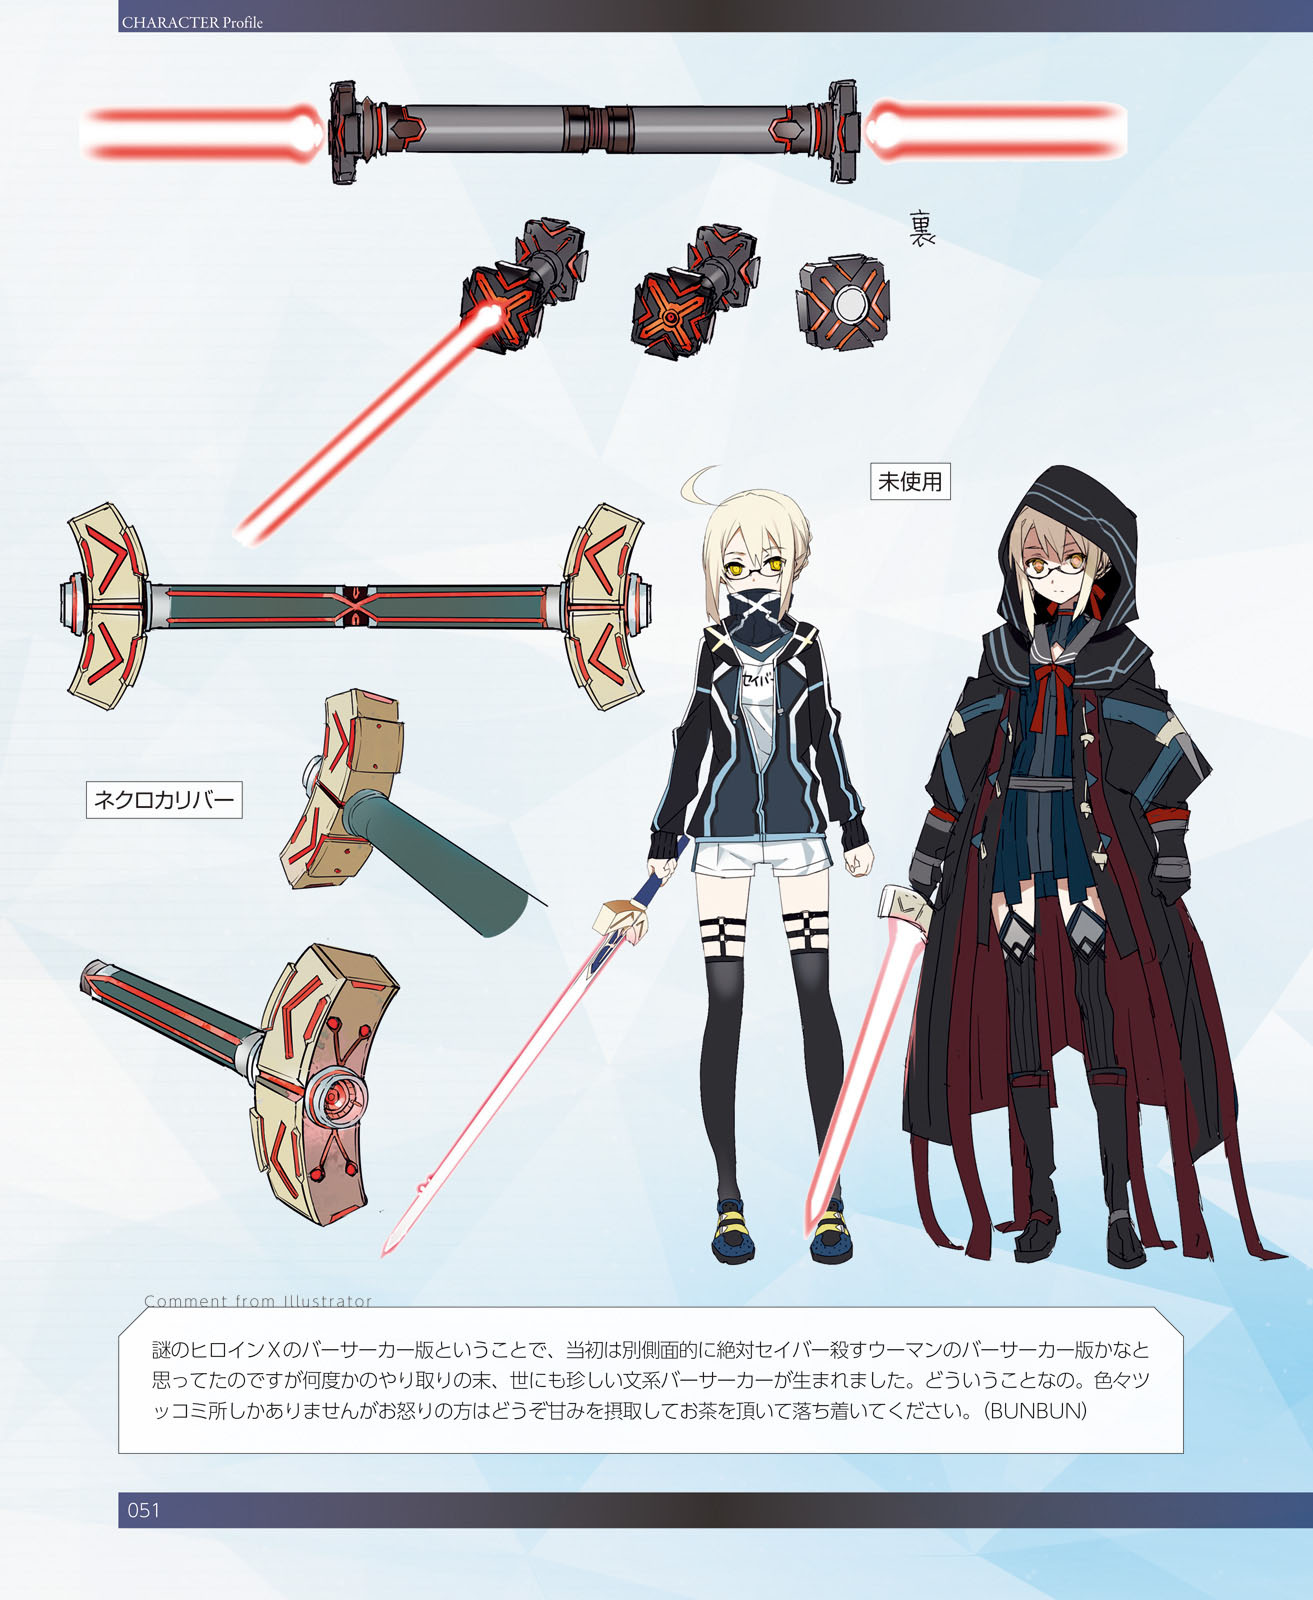 CHARACTER Profile
裏
未使用
セイバー
ネクロカリバー
Comment from Illustrator
謎のヒロインXのバーサーカー版ということで、当初は別側面的に絶対セイバー殺すウーマンのバーサーカー版かなと
思ってたのですが何度かのやり取りの末、世にも珍しい文系バーサーカーが生まれました。どういうことなの。色々ツ
ッコミ所しかありませんがお怒りの方はどうぞ甘みを摂取してお茶を頂いて落ち着いてください。（BUNBUN）
051